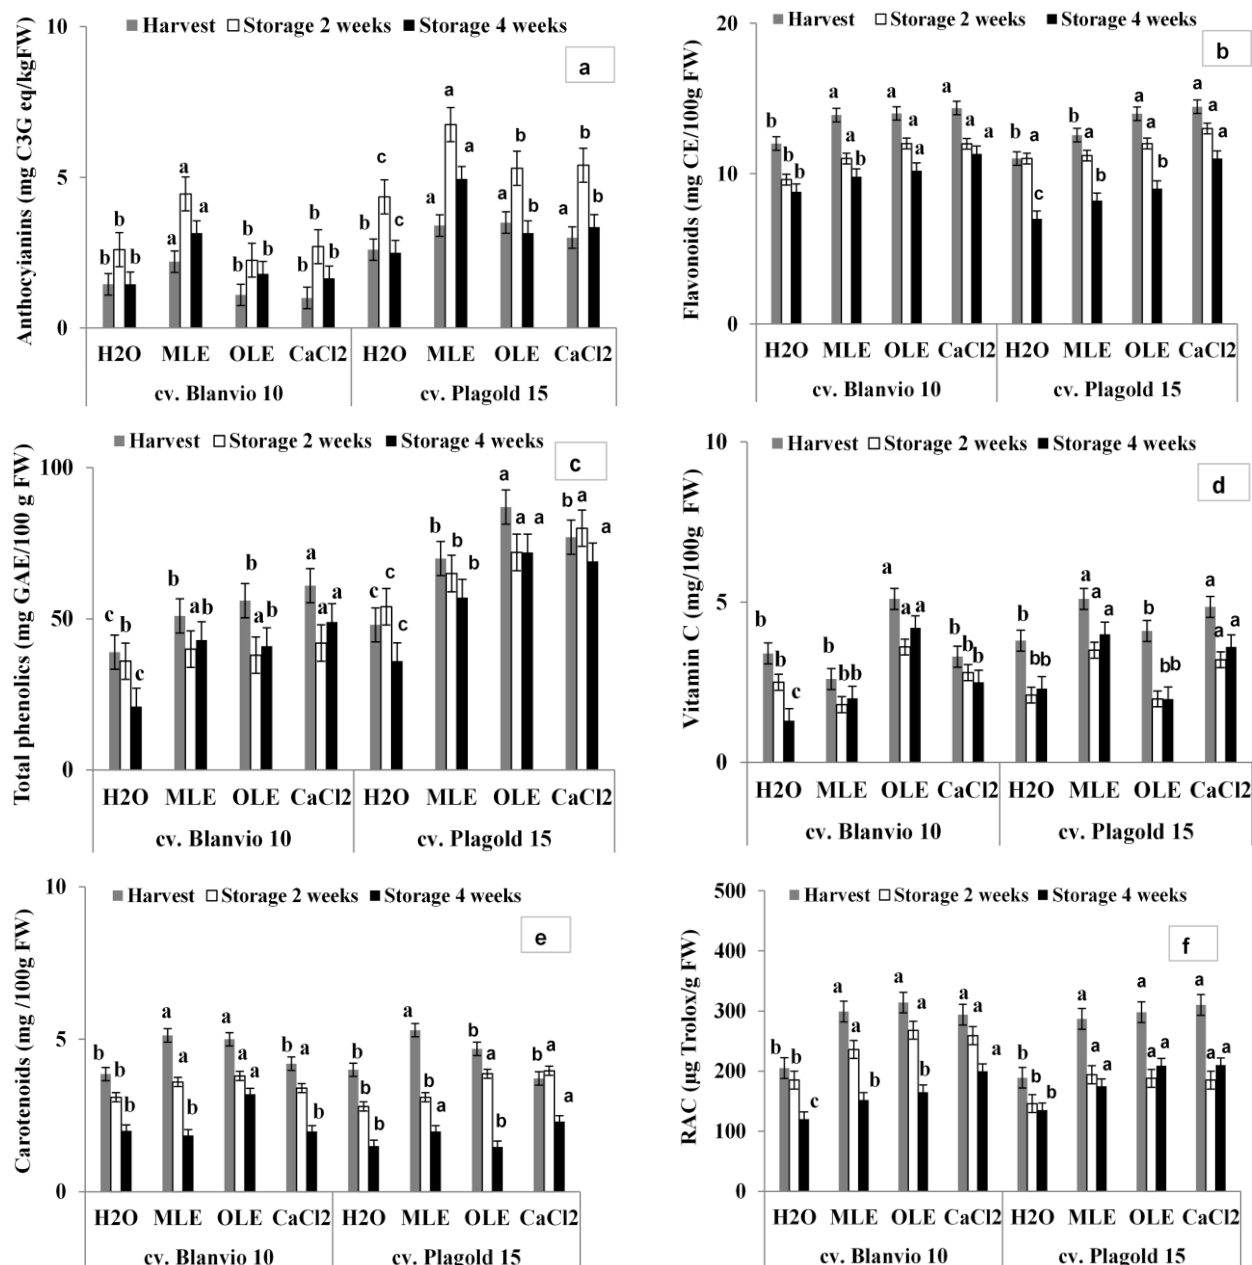 Harvest Storage 2 weeks Storage 4 weeks
a
Anthocyianins (mg C3G eq/kgFW)
10
5
0
b b b a a a b b b b b b b c c a a a a b b a b b
H2O MLE OLE CaCl2 H2O MLE OLE CaCl2
cv. Blanvio 10 cv. Plagold 15
Harvest Storage 2 weeks Storage 4 weeks
b
Flavonoids (mg CE/100g FW)
20
10
0
b b b a a b a a b a a a b a c b a b a a b a a a
H2O MLE OLE CaCl2 H2O MLE OLE CaCl2
cv. Blanvio 10 cv. Plagold 15
Harvest Storage 2 weeks Storage 4 weeks
c
Total phenolics (mg GAE/100 g FW)
100
50
0
c b c b a b b a b a a a c c c b b b a a a b a a
H2O MLE OLE CaCl2 H2O MLE OLE CaCl2
cv. Blanvio 10 cv. Plagold 15
Harvest Storage 2 weeks Storage 4 weeks
d
Vitamin C (mg/100g FW)
10
5
0
b b c b b b a a a b b b b b b a a a b b b a a a
H2O MLE OLE CaCl2 H2O MLE OLE CaCl2
cv. Blanvio 10 cv. Plagold 15
Harvest Storage 2 weeks Storage 4 weeks
e
Carotenoids (mg /100g FW)
10
5
0
b b b a a b a a a b a b b b b a b a b a b b a a
H2O MLE OLE CaCl2 H2O MLE OLE CaCl2
cv. Blanvio 10 cv. Plagold 15
Harvest Storage 2 weeks Storage 4 weeks
f
RAC (µg Trolox/g FW)
500
400
300
200
100
0
b b c a a b a a b a a a b b b a a a a a a a a a
H2O MLE OLE CaCl2 H2O MLE OLE CaCl2
cv. Blanvio 10 cv. Plagold 15